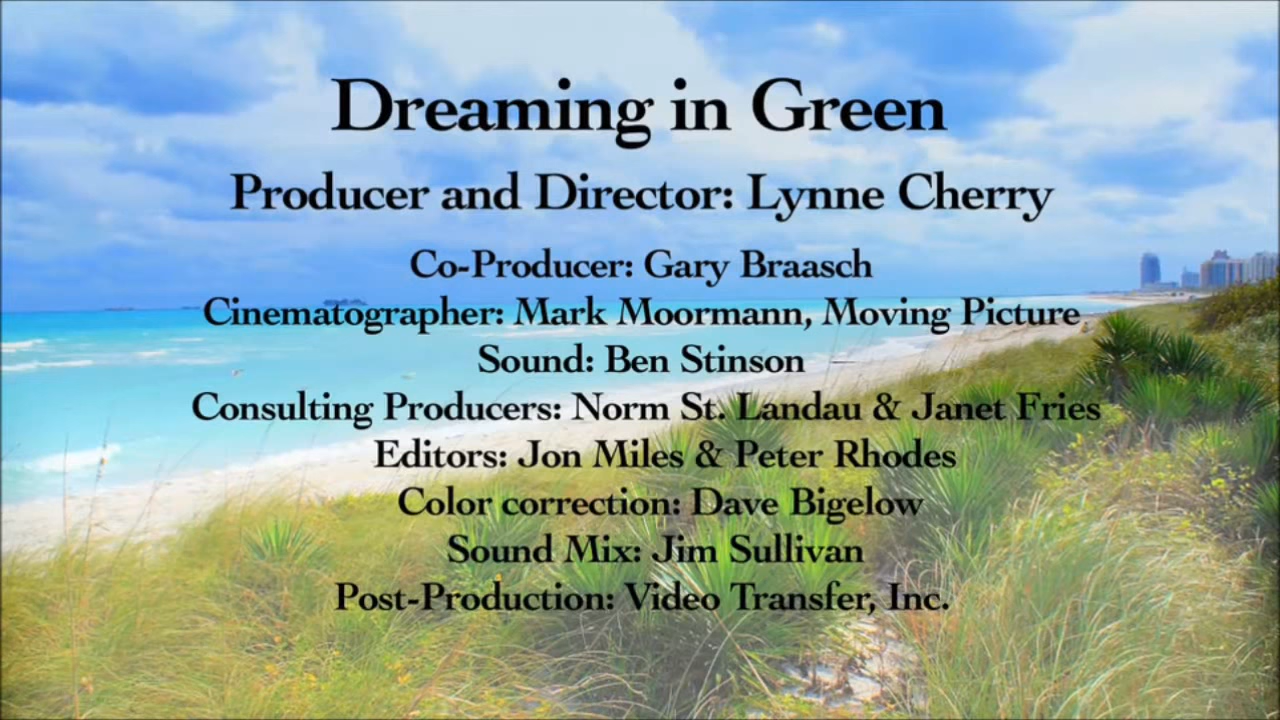 Dreaming in Green
Producer and Director: Lynne Cherry
Co-Producer: Gary Braasch
Cinematographer: Mark Moormann, Moving Picture
Sound: Ben Stinson
Consulting Producers: Norm St. Landau & Janet Fries
Editors: Jon Miles & Peter Rhodes
Color correction: Dave Bigelow
Sound Mix: Jim Sullivan
Post-Production: Video Transfer, Inc.